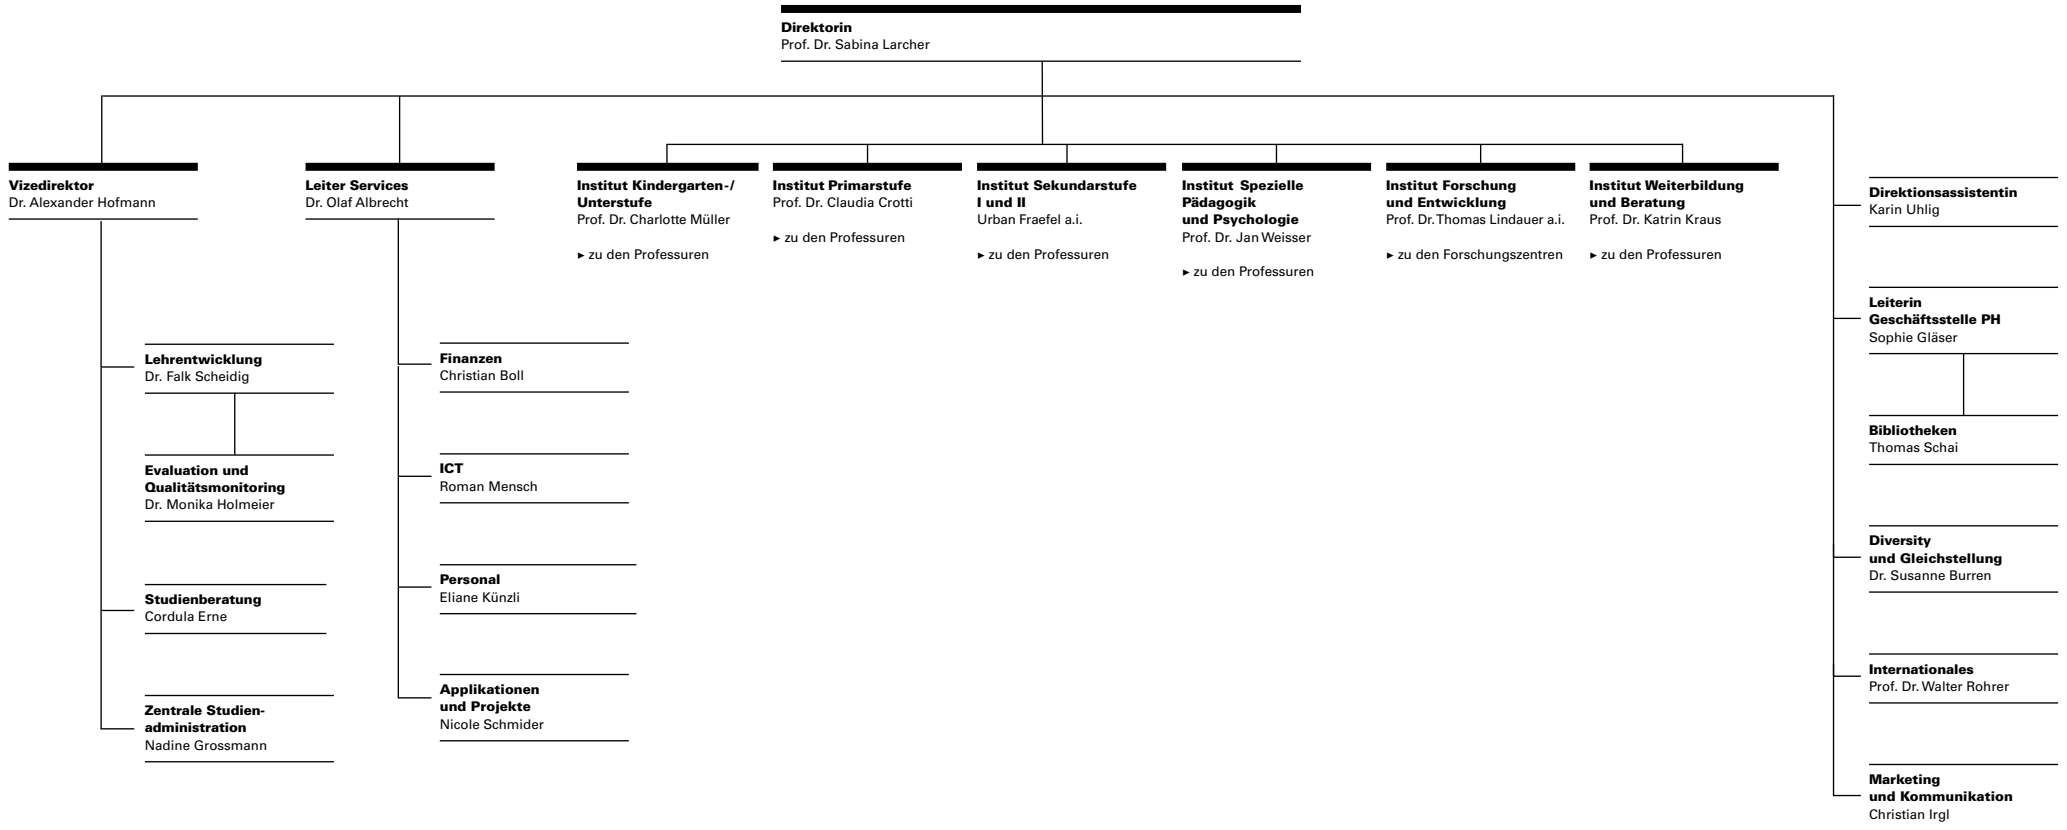 Direktorin
Prof. Dr. Sabina Larcher
Vizedirektor
Dr. Alexander Hofmann
Leiter Services
Dr. Olaf Albrecht
Institut Kindergarten-/
Unterstufe
Prof. Dr. Charlotte Müller
▸ zu den Professuren
Institut Primarstufe
Prof. Dr. Claudia Crotti
▸ zu den Professuren
Institut Sekundarstufe
I und II
Urban Fraefel a.i.
▸ zu den Professuren
Institut Spezielle
Pädagogik
und Psychologie
Prof. Dr. Jan Weisser
▸ zu den Professuren
Institut Forschung
und Entwicklung
Prof. Dr. Thomas Lindauer a.i.
▸ zu den Forschungszentren
Institut Weiterbildung
und Beratung
Prof. Dr. Katrin Kraus
▸ zu den Professuren
Lehrentwicklung
Dr. Falk Scheidig
Evaluation und
Qualitätsmonitoring
Dr. Monika Holmeier
Studienberatung
Cordula Erne
Zentrale Studien-
administration
Nadine Grossmann
Finanzen
Christian Boll
ICT
Roman Mensch
Personal
Eliane Künzli
Applikationen
und Projekte
Nicole Schmider
Direktionsassistentin
Karin Uhlig
Leiterin
Geschäftsstelle PH
Sophie Gläser
Bibliotheken
Thomas Schai
Diversity
und Gleichstellung
Dr. Susanne Burren
Internationales
Prof. Dr. Walter Rohrer
Marketing
und Kommunikation
Christian Irgl